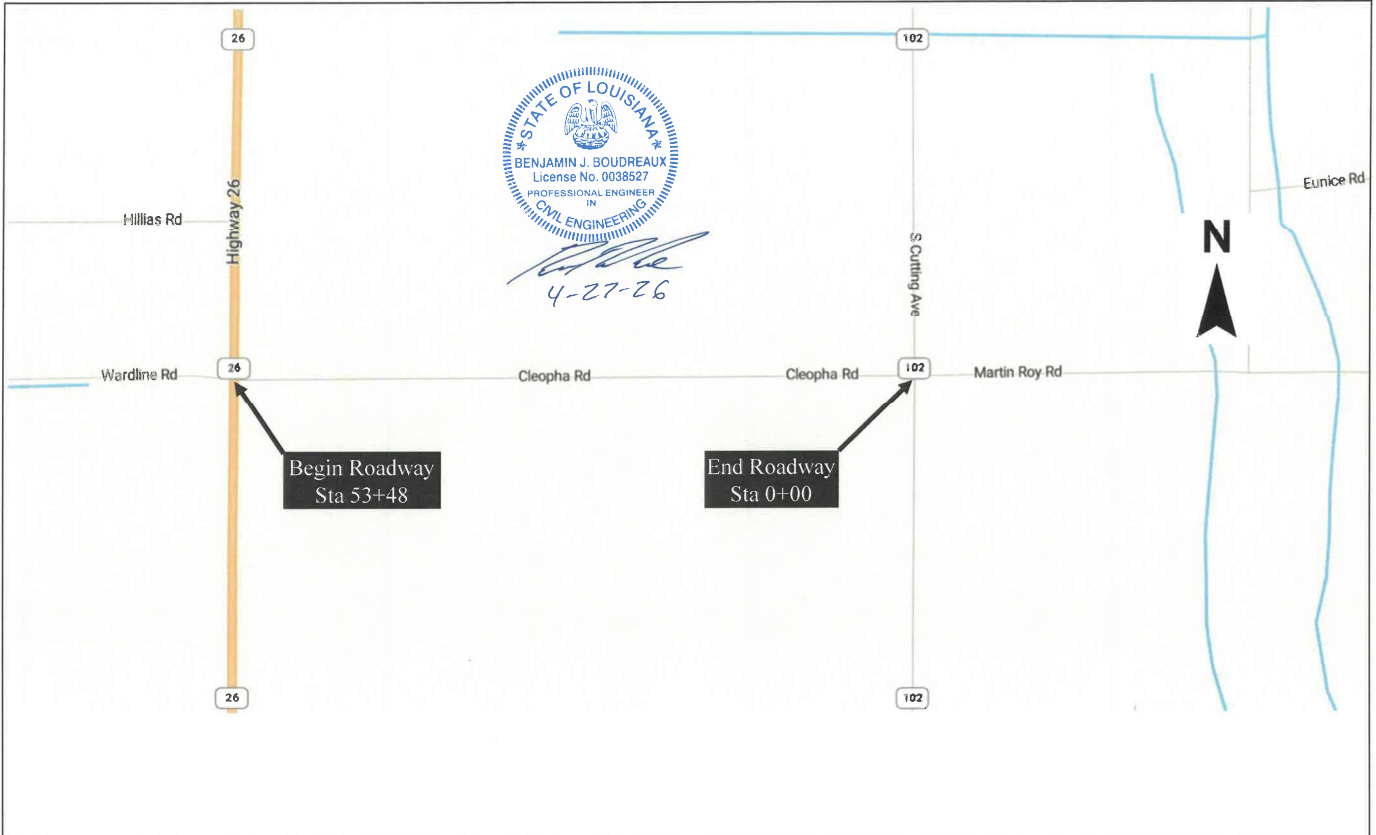 26
102
STATE OF LOUISIANA
BENJAMIN J. BOUDREAUX
License No. 0038527
PROFESSIONAL ENGINEER
IN
CIVIL ENGINEERING
4-27-26
Highway 26
Hillias Rd
S Cutting Ave
Eunice Rd
N
Wardline Rd
26
Cleopha Rd
Cleopha Rd
102
Martin Roy Rd
Begin Roadway
Sta 53+48
End Roadway
Sta 0+00
26
102